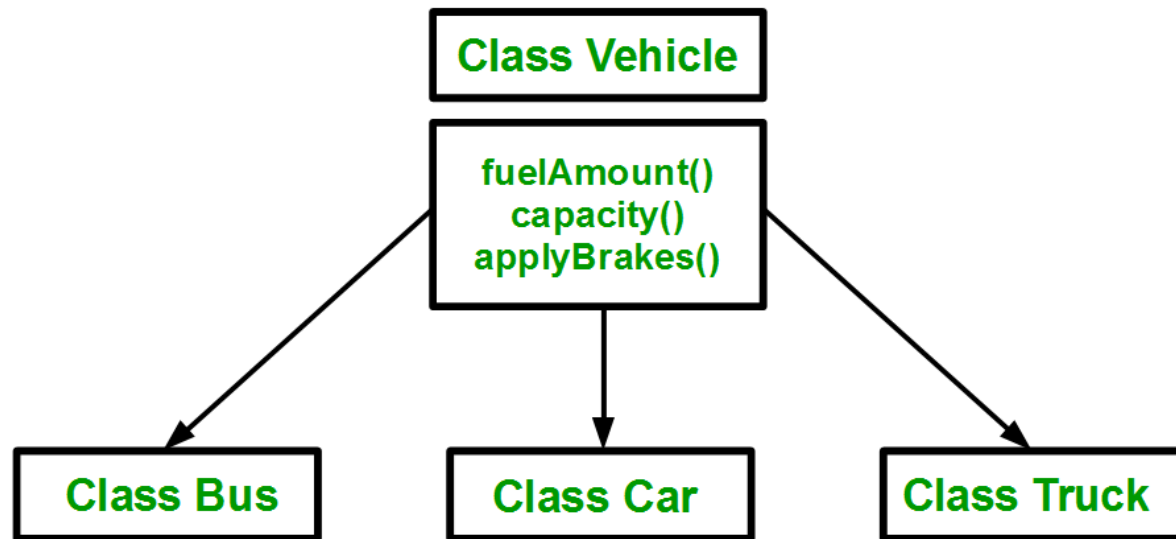 Class Vehicle
fuelAmount()
capacity()
applyBrakes()
Class Bus
Class Car
Class Truck